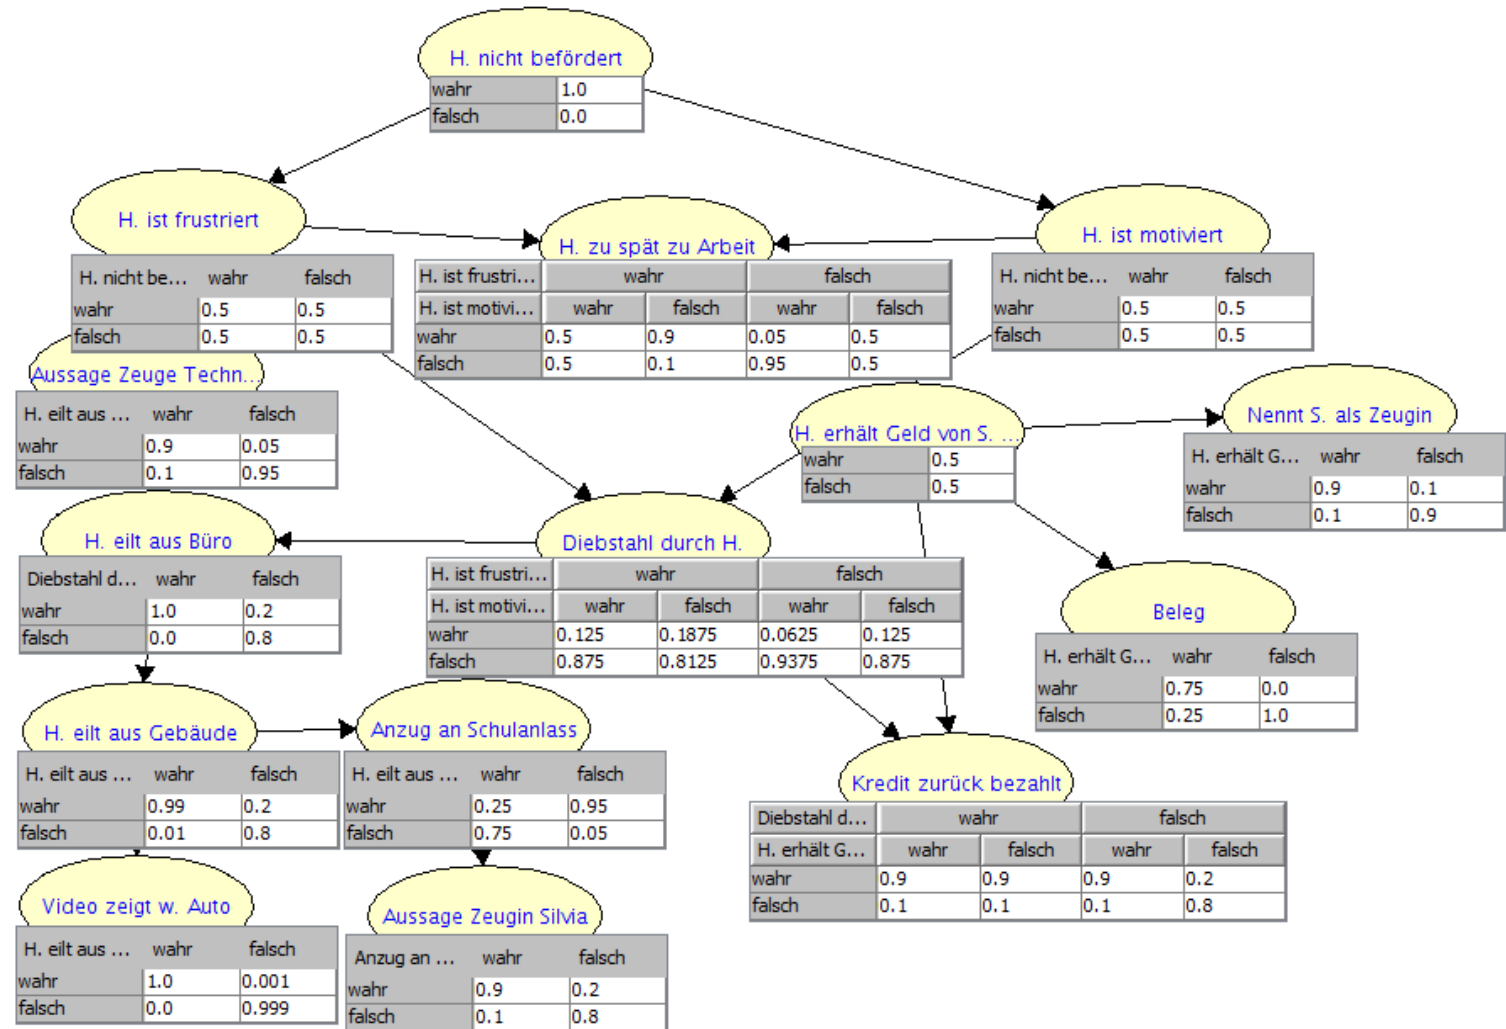 H. nicht befördert
wahr 1.0
falsch 0.0
H. ist frustriert
H. nicht be... wahr falsch
wahr 0.5 0.5
falsch 0.5 0.5
H. zu spät zu Arbeit
H. ist frustri... wahr falsch
H. ist motivi... wahr falsch wahr falsch
wahr 0.5 0.9 0.05 0.5
falsch 0.5 0.1 0.95 0.5
H. ist motiviert
H. nicht be... wahr falsch
wahr 0.5 0.5
falsch 0.5 0.5
Aussage Zeuge Techn...
H. eilt aus ... wahr falsch
wahr 0.9 0.05
falsch 0.1 0.95
H. erhält Geld von S. ...
wahr 0.5
falsch 0.5
Nennt S. als Zeugin
H. erhält G... wahr falsch
wahr 0.9 0.1
falsch 0.1 0.9
H. eilt aus Büro
Diebstahl d... wahr falsch
wahr 1.0 0.2
falsch 0.0 0.8
Diebstahl durch H.
H. ist frustri... wahr falsch
H. ist motivi... wahr falsch wahr falsch
wahr 0.125 0.1875 0.0625 0.125
falsch 0.875 0.8125 0.9375 0.875
Beleg
H. erhält G... wahr falsch
wahr 0.75 0.0
falsch 0.25 1.0
H. eilt aus Gebäude
H. eilt aus ... wahr falsch
wahr 0.99 0.2
falsch 0.01 0.8
Anzug an Schulanlass
H. eilt aus ... wahr falsch
wahr 0.25 0.95
falsch 0.75 0.05
Kredit zurück bezahlt
Diebstahl d... wahr falsch
H. erhält G... wahr falsch wahr falsch
wahr 0.9 0.9 0.9 0.2
falsch 0.1 0.1 0.1 0.8
Video zeigt w. Auto
H. eilt aus ... wahr falsch
wahr 1.0 0.001
falsch 0.0 0.999
Aussage Zeugin Silvia
Anzug an ... wahr falsch
wahr 0.9 0.2
falsch 0.1 0.8